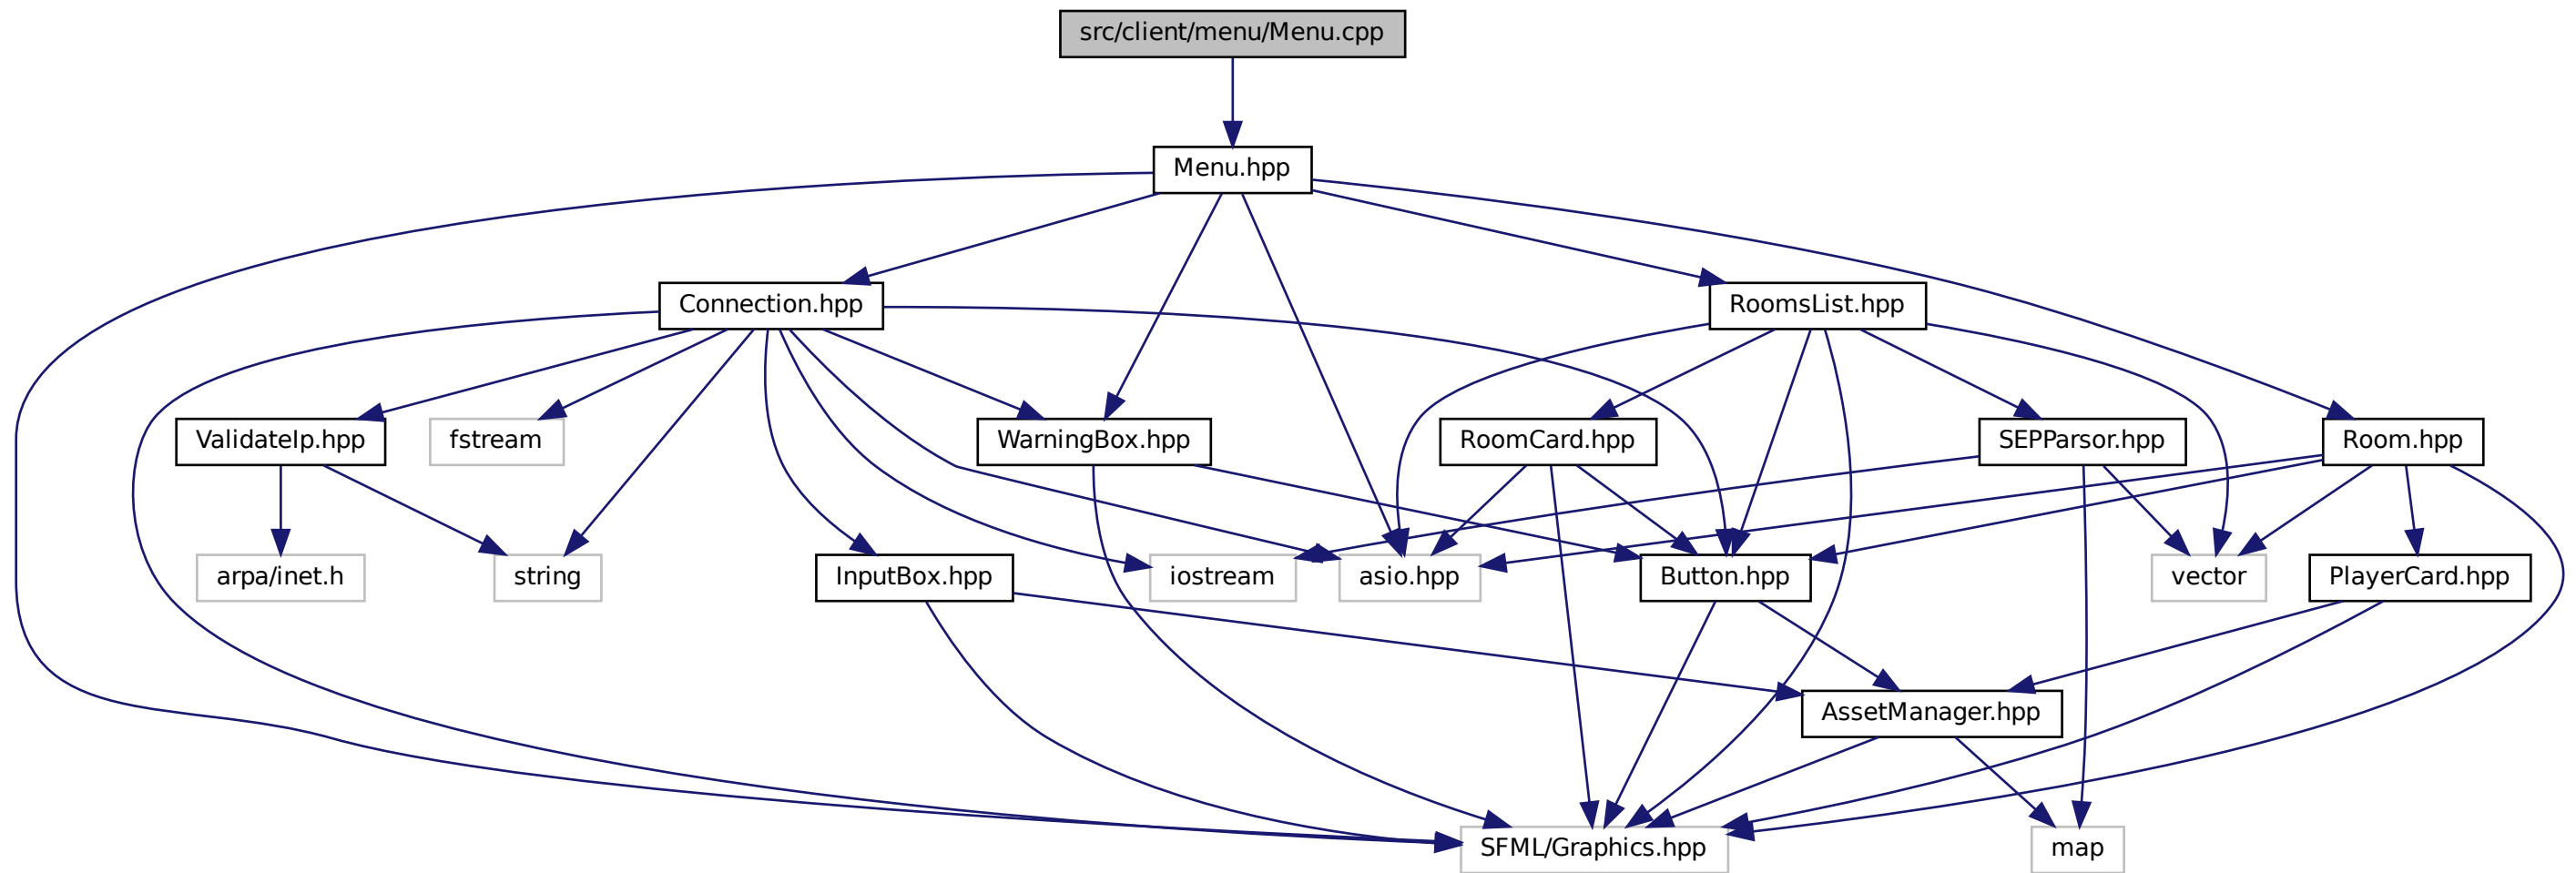 src/client/menu/Menu.cpp
Menu.hpp
Connection.hpp
RoomsList.hpp
ValidateIp.hpp
fstream
WarningBox.hpp
RoomCard.hpp
SEPParsor.hpp
Room.hpp
arpa/inet.h
string
InputBox.hpp
iostream
asio.hpp
Button.hpp
vector
PlayerCard.hpp
AssetManager.hpp
SFML/Graphics.hpp
map